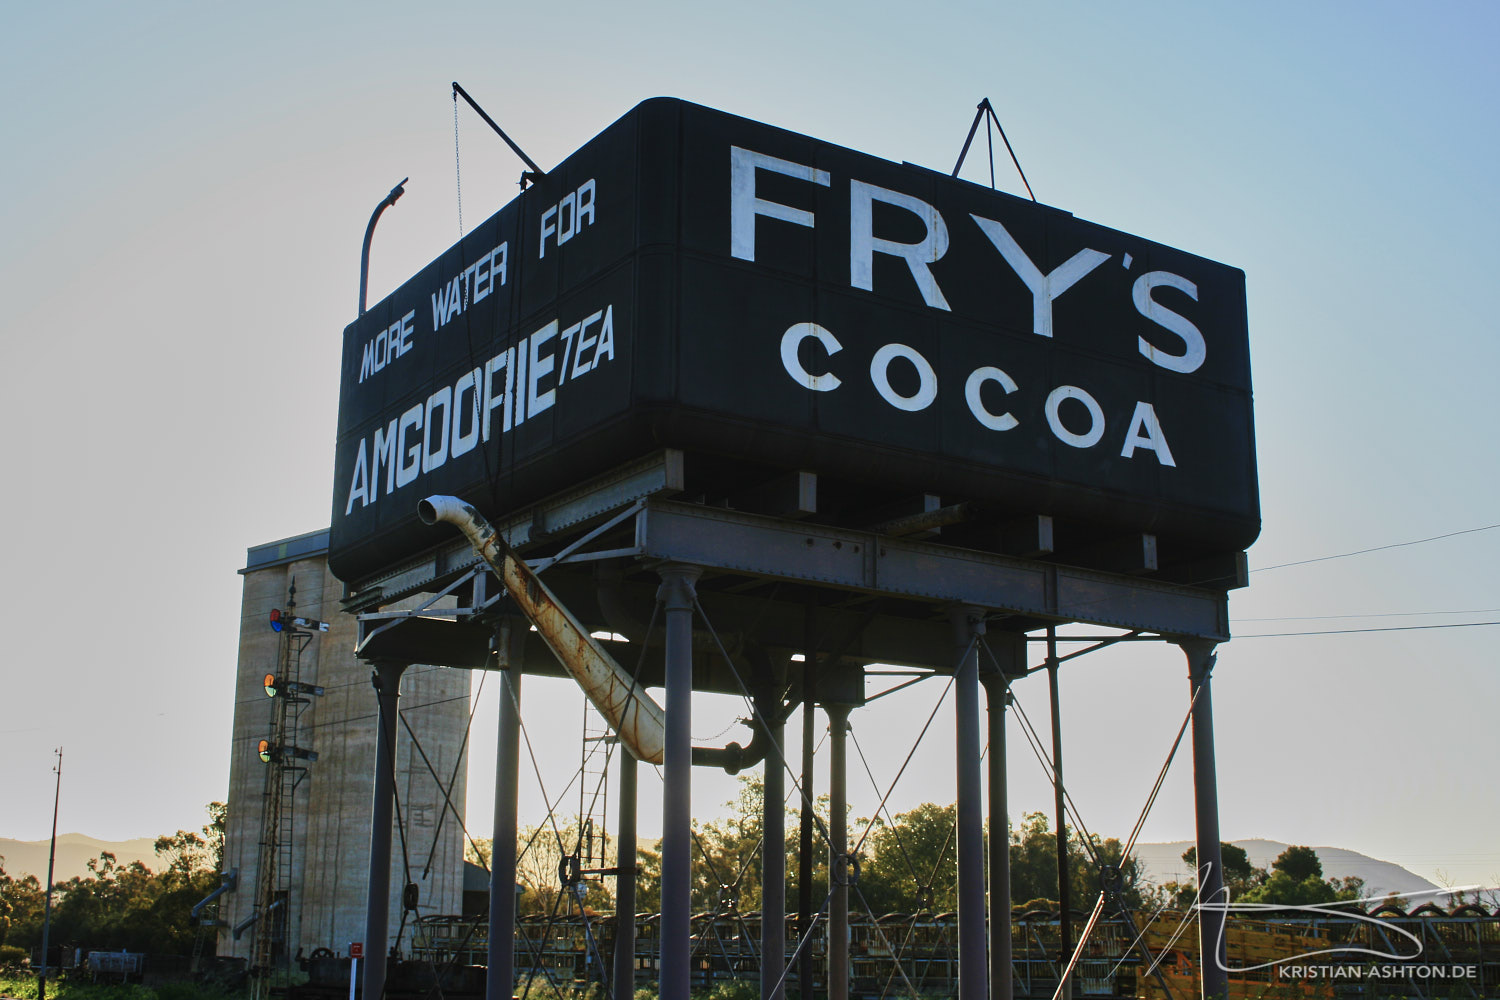 MORE WATER FOR
AMGOORIE TEA
FRY'S
COCOA
KRISTIAN-ASHTON.DE